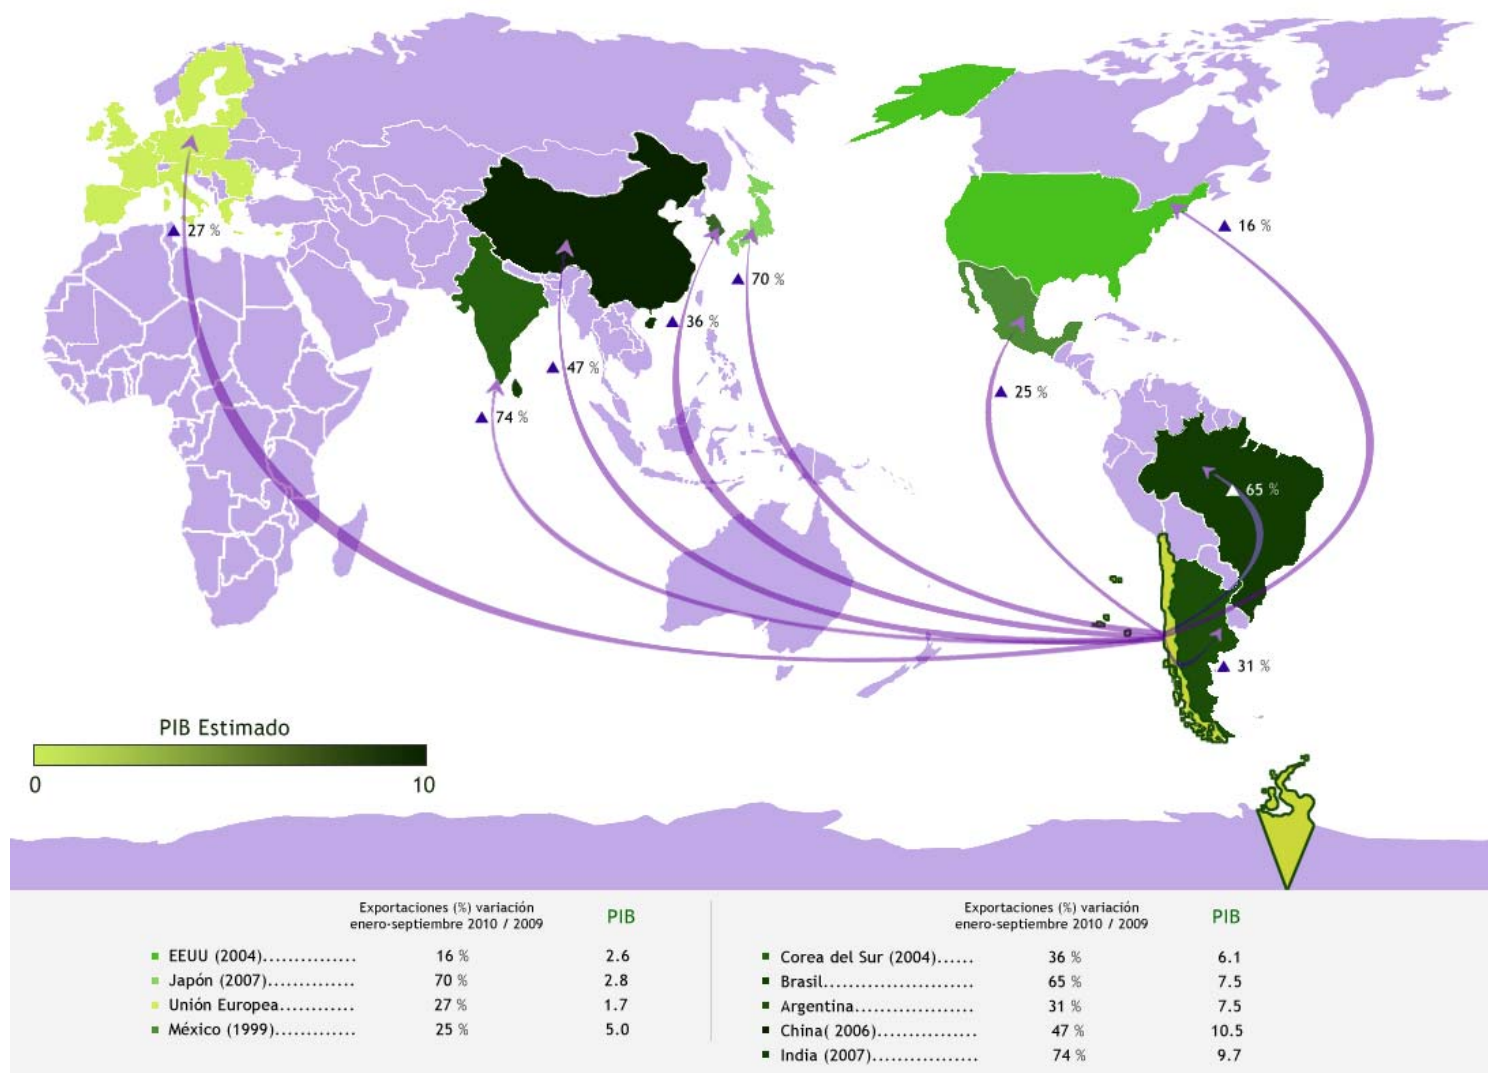 27 %
16 %
70 %
36 %
47 %
25 %
74 %
65 %
31 %
PIB Estimado
0 10
Exportaciones (%) variación
enero-septiembre 2010 / 2009
PIB
EEUU (2004)............... 16 % 2.6
Japón (2007).............. 70 % 2.8
Unión Europea............ 27 % 1.7
México (1999)............. 25 % 5.0
Exportaciones (%) variación
enero-septiembre 2010 / 2009
PIB
Corea del Sur (2004)...... 36 % 6.1
Brasil........................ 65 % 7.5
Argentina................... 31 % 7.5
China( 2006)................ 47 % 10.5
India (2007)................. 74 % 9.7